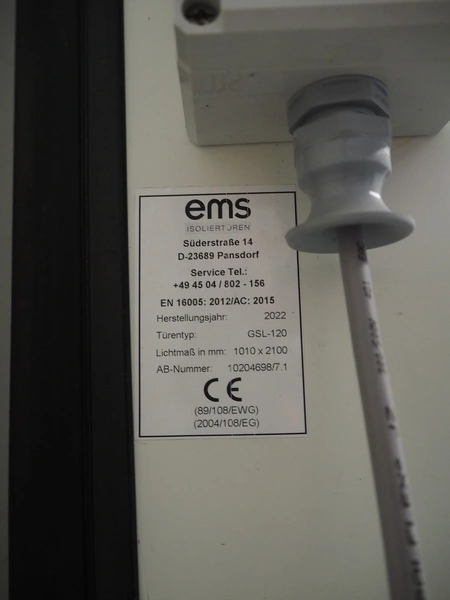 ems
ISOLIERTÜREN
Süderstraße 14
D-23689 Pansdorf
Service Tel.:
+49 45 04 / 802 - 156
EN 16005: 2012/AC: 2015
Herstellungsjahr: 2022
Türentyp: GSL-120
Lichtmaß in mm: 1010 x 2100
AB-Nummer: 10204698/7.1
CE
(89/108/EWG)
(2004/108/EG)